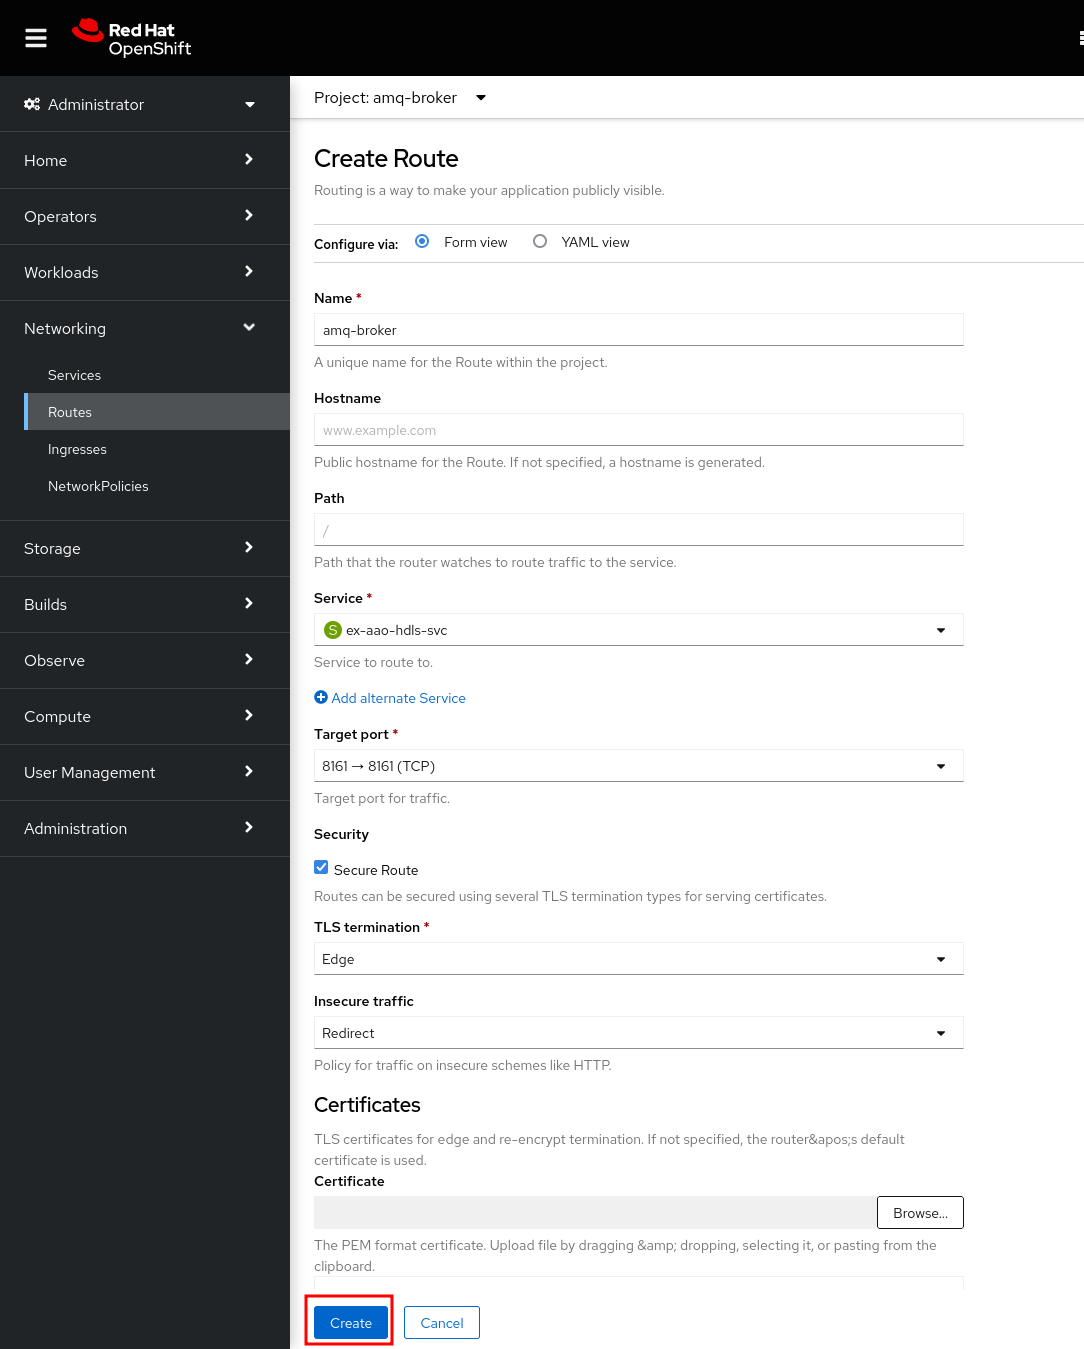 Red Hat
OpenShift
Administrator
Home
Operators
Workloads
Networking
Services
Routes
Ingresses
NetworkPolicies
Storage
Builds
Observe
Compute
User Management
Administration
Project: amq-broker
Create Route
Routing is a way to make your application publicly visible.
Configure via: Form view YAML view
Name *
amq-broker
A unique name for the Route within the project.
Hostname
www.example.com
Public hostname for the Route. If not specified, a hostname is generated.
Path
/
Path that the router watches to route traffic to the service.
Service *
S ex-aao-hdls-svc
Service to route to.
Add alternate Service
Target port *
8161 → 8161 (TCP)
Target port for traffic.
Security
Secure Route
Routes can be secured using several TLS termination types for serving certificates.
TLS termination *
Edge
Insecure traffic
Redirect
Policy for traffic on insecure schemes like HTTP.
Certificates
TLS certificates for edge and re-encrypt termination. If not specified, the router&apos;s default
certificate is used.
Certificate
Browse...
The PEM format certificate. Upload file by dragging &amp; dropping, selecting it, or pasting from the
clipboard.
Create Cancel